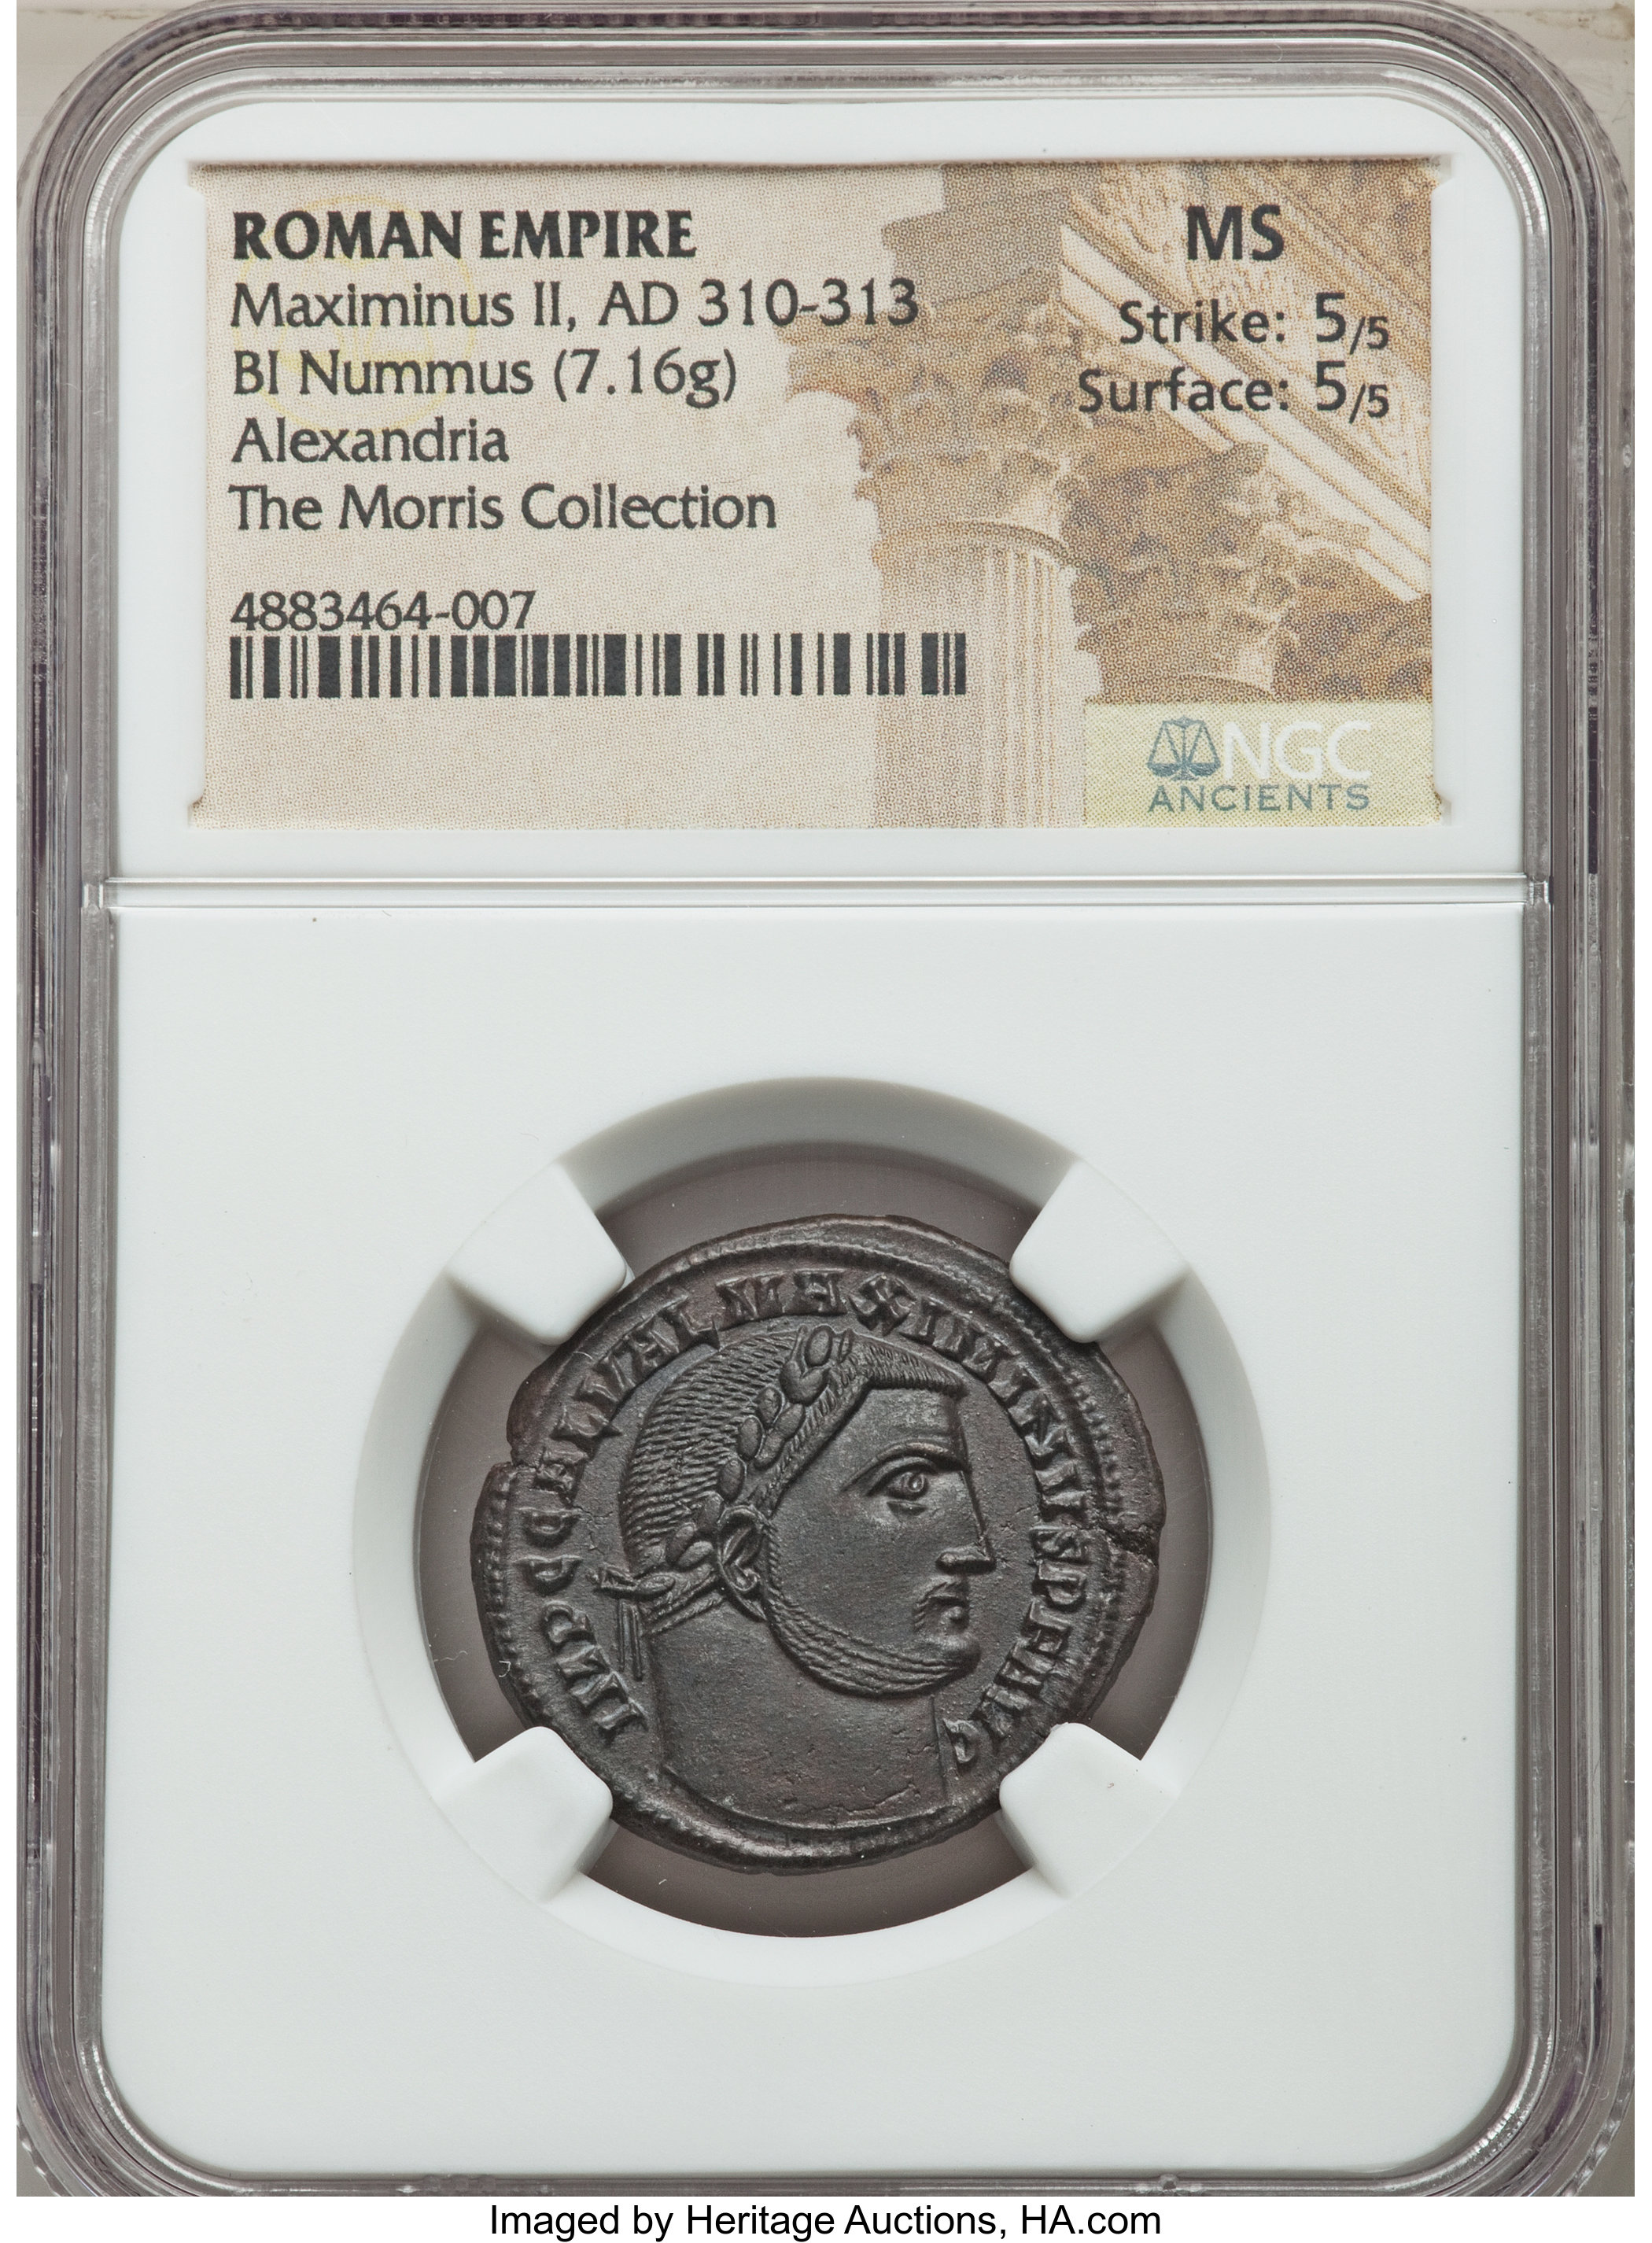 ROMAN EMPIRE
Maximinus II, AD 310-313
BI Nummus (7.16g)
Alexandria
The Morris Collection
4883464-007
MS
Strike: 5/5
Surface: 5/5
NGC
ANCIENTS
IMP C GAL VAL MAXIMINVS P F AVG
Imaged by Heritage Auctions, HA.com